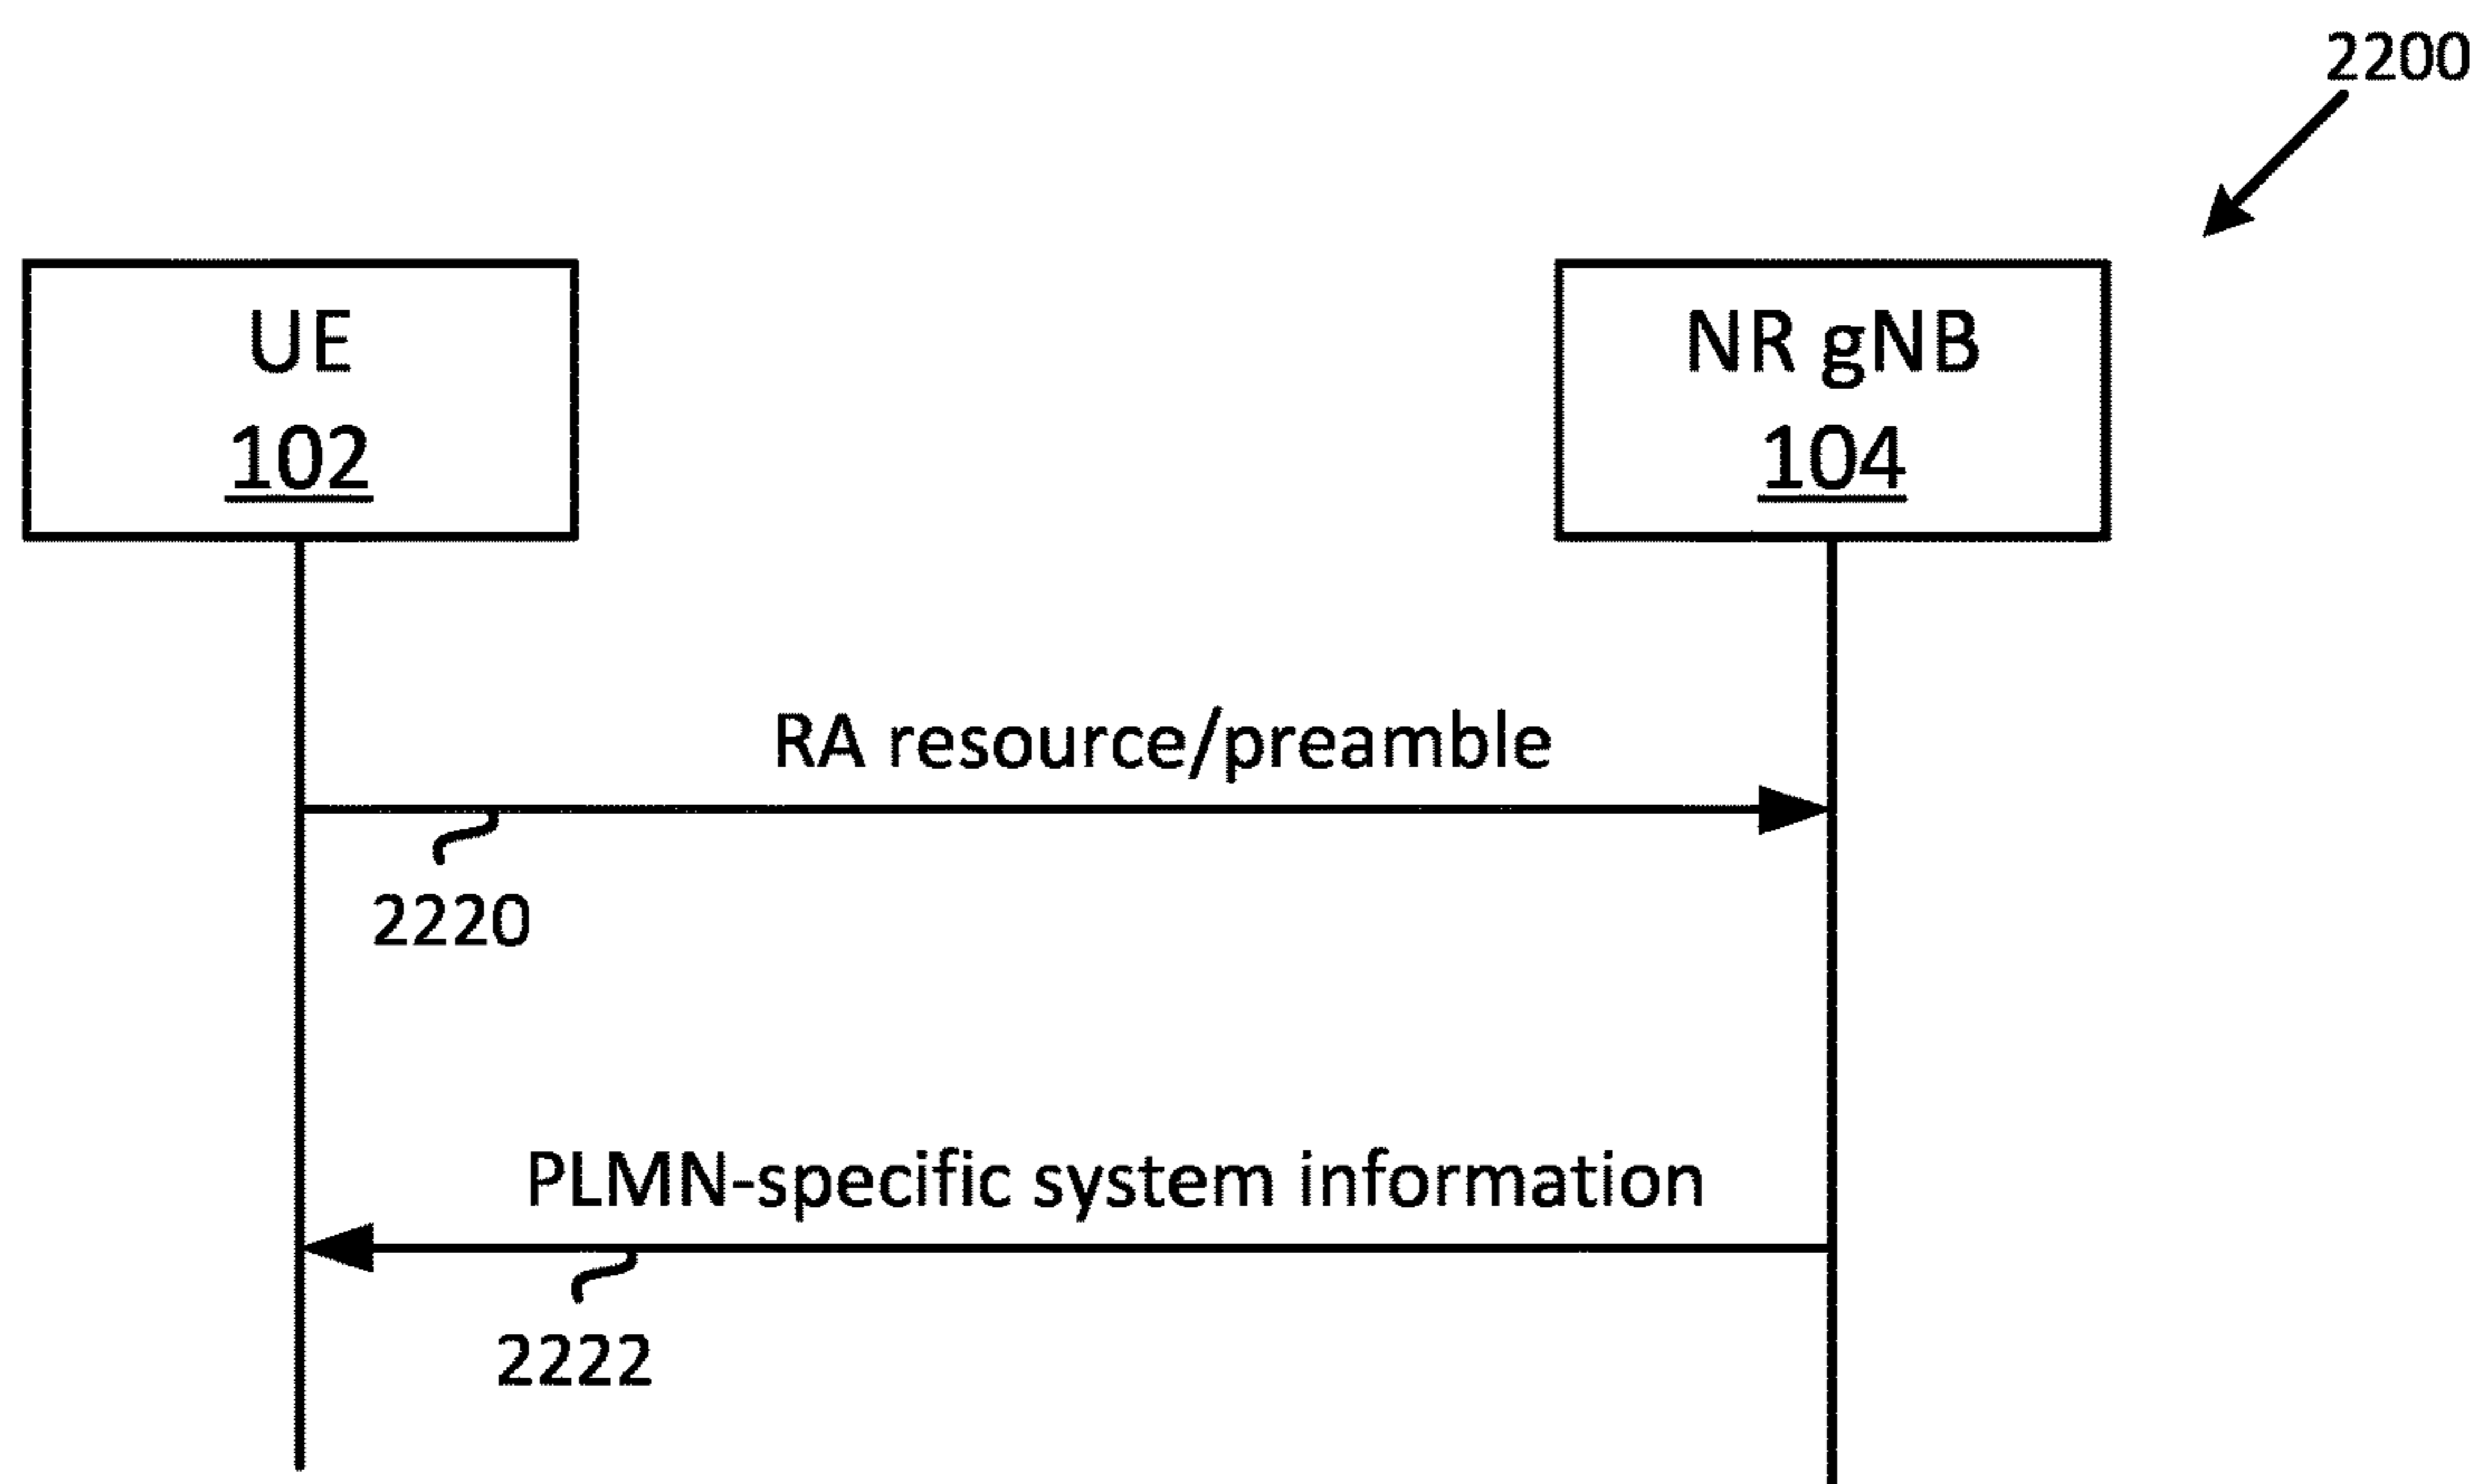 2200
UE
102
NR gNB
104
RA resource/preamble
2220
PLMN-specific system information
2222